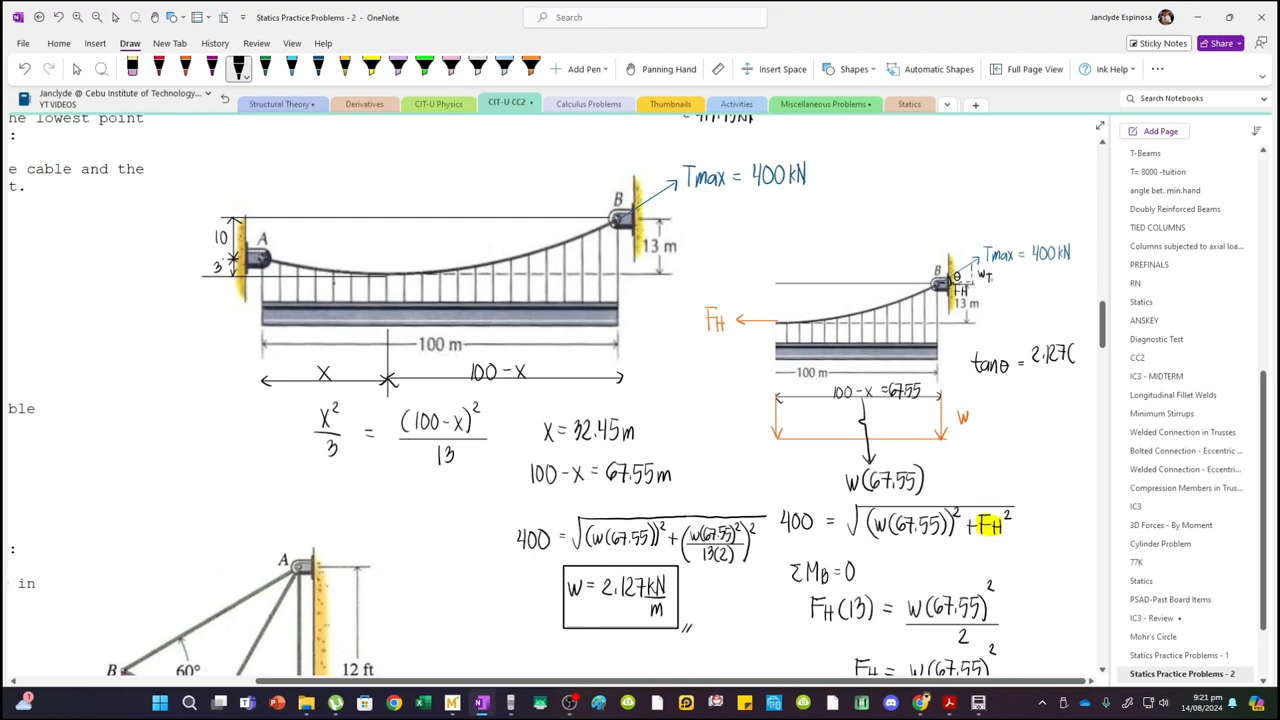 Statics Practice Problems - 2 - OneNote
Search
Janclyde Espinosa
File Home Insert Draw New Tab History Review View Help
Sticky Notes
Share
Add Pen
Panning Hand
Insert Space
Shapes
Automatic Shapes
Full Page View
Ink Help
Janclyde @ Cebu Institute of Technology...
YT VIDEOS
Structural Theory
Derivatives
CIT-U Physics
CIT-U CC2
Calculus Problems
Thumbnails
Activities
Miscellaneous Problems
Statics
Search Notebooks
Add Page
T-Beams
T= 8000 -tuition
angle bet. min.hand
Doubly Reinforced Beams
TIED COLUMNS
Columns subjected to axial loa...
PREFINALS
RN
Statics
ANSKEY
Diagnostic Test
CC2
IC3 - MIDTERM
Longitudinal Fillet Welds
Minimum Stirrups
Welded Connection in Trusses
Bolted Connection - Eccentric ...
Welded Connection - Eccentri...
Compression Members in Trus...
IC3
3D Forces - By Moment
Cylinder Problem
77K
Statics
PSAD-Past Board Items
IC3 - Review
Mohr's Circle
Statics Practice Problems - 1
Statics Practice Problems - 2
he lowest point
:
e cable and the
t.
ble
:
in
Tmax = 400 kN
B
10
A
3
13 m
100 m
x
100 - x
x² / 3 = (100 - x)² / 13
x = 32.45 m
100 - x = 67.55 m
400 = √((w(67.55))² + (w(67.55)² / 13(2))²
w = 2.127 kN/m
Tmax = 400 kN
B
θ
FH
13 m
FH
tanθ = 2.127(
100 m
100 - x = 67.55
w
w(67.55)
400 = √((w(67.55))² + FH²
ΣMB = 0
FH (13) = w(67.55)² / 2
FH = w(67.55)²
A
60°
B
12 ft
9:21 pm
14/08/2024